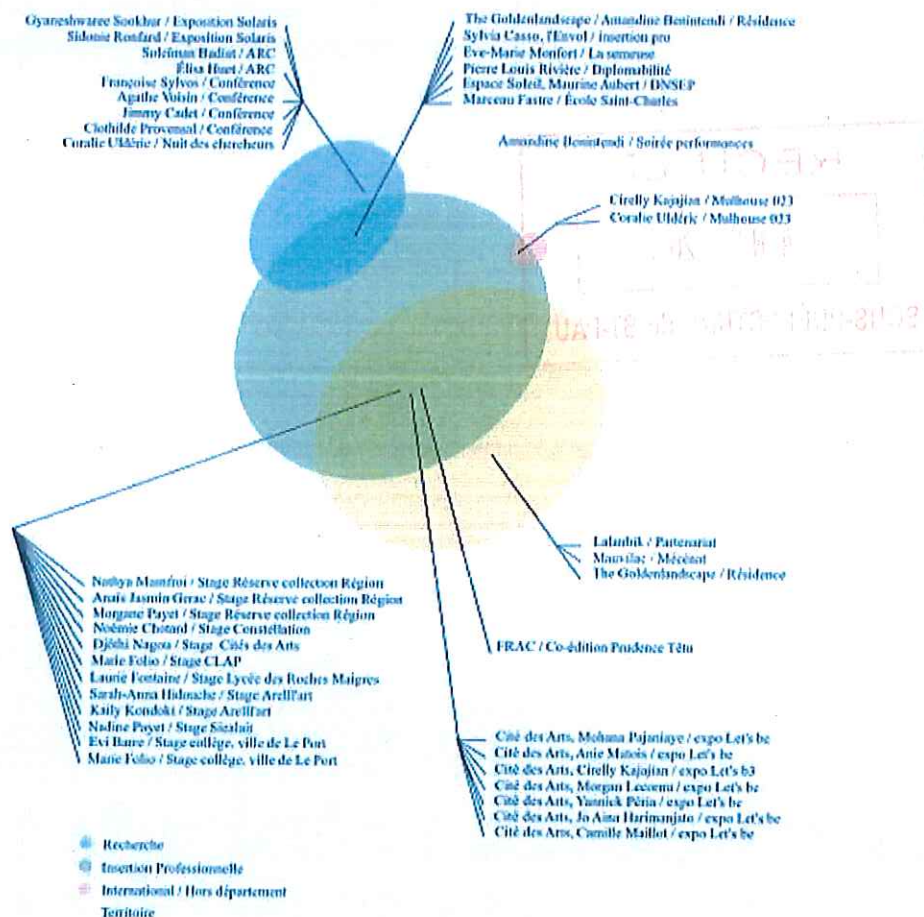 Gyaneshwaree Sookhur / Exposition Solaris
Sidonie Ronfard / Exposition Solaris
Suleïman Badiat / ARC
Élisa Huet / ARC
Françoise Sylvos / Conférence
Agathe Voisin / Conférence
Jimmy Cadet / Conférence
Clothilde Provensal / Conférence
Coralie Uldéric / Nuit des chercheurs
The Goldenlandscape / Amandine Benintendi / Résidence
Sylvia Casso, l'Envol / insertion pro
Eve-Marie Monfort / La semeuse
Pierre Louis Rivière / Diplomabilité
Espace Soleil, Maurine Aubert / DNSEP
Marceau Fastre / École Saint-Charles
Amandine Benintendi / Soirée performances
Cirelly Kajajian / Mulhouse 023
Coralie Uldéric / Mulhouse 023
Lalanbik / Partenariat
Mauvilac / Mécénat
The Goldenlandscape / Résidence
FRAC / Co-édition Prudence Tétu
Nathya / Stage Réserve collection Région
Anaïs Jasmin Gerac / Stage Réserve collection Région
Morgane Payet / Stage Réserve collection Région
Noémie Chotard / Stage Constellation
Djéthi Nagou / Stage Cités des Arts
Marie Folio / Stage CLAP
Laurie Fontaine / Stage Lycée des Roches Maigres
Sarah-Anna Hidouche / Stage Arell'art
Kaily Kondoki / Stage Arell'art
Nadine Payet / Stage Sicalait
Evi Barre / Stage collège, ville de Le Port
Marie Folio / Stage collège, ville de Le Port
Cité des Arts, Mohana Pajaniaye / expo Let's be
Cité des Arts, Anie Matois / expo Let's be
Cité des Arts, Cirelly Kajajian / expo Let's b3
Cité des Arts, Morgan Lecomu / expo Let's be
Cité des Arts, Yannick Péria / expo Let's be
Cité des Arts, Jo Aina Harimanjato / expo Let's be
Cité des Arts, Camille Maillot / expo Let's be
Recherche
Insertion Professionnelle
International / Hors département
Territoire